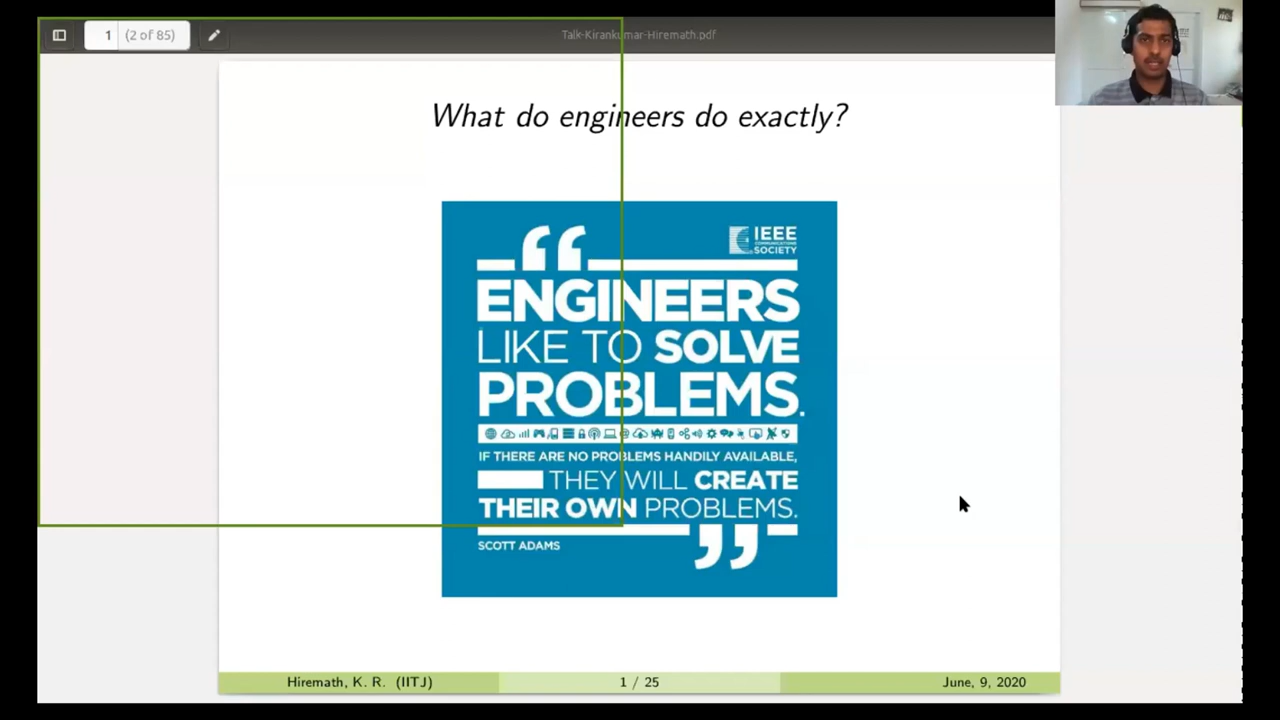 1 (2 of 85)
Talk-Kirankumar-Hiremath.pdf
What do engineers do exactly?
“
IEEE
COMMUNICATIONS
SOCIETY
ENGINEERS
LIKE TO SOLVE
PROBLEMS.
IF THERE ARE NO PROBLEMS HANDILY AVAILABLE,
THEY WILL CREATE
THEIR OWN PROBLEMS.
”
SCOTT ADAMS
Hiremath, K. R. (IITJ)
1 / 25
June, 9, 2020